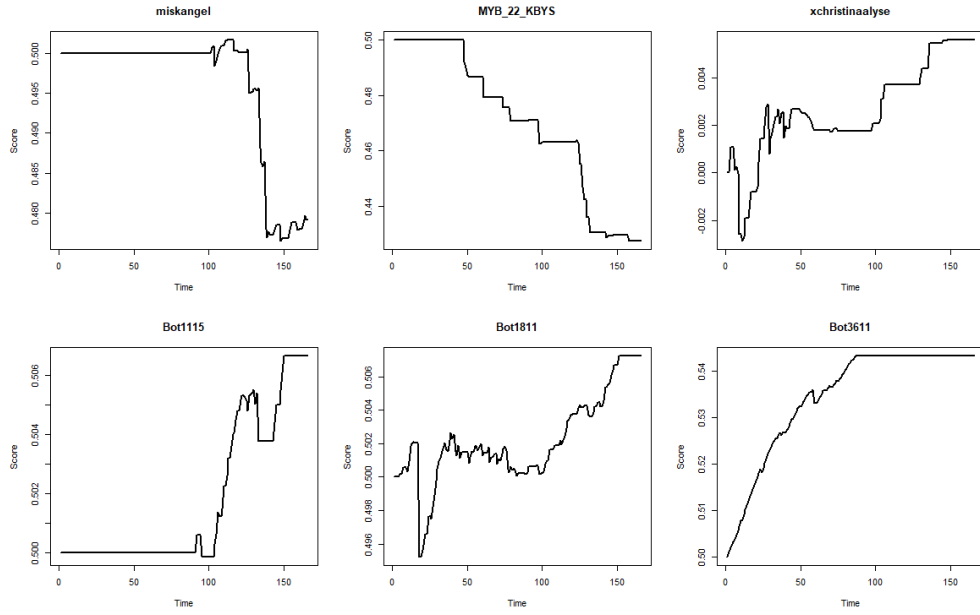 miskangel
MYB_22_KBYS
xchristinaalyse
Score
0.500
0.495
0.490
0.485
0.480
0 50 100 150
Time
Score
0.50
0.48
0.46
0.44
0 50 100 150
Time
Score
0.004
0.002
0.000
-0.002
0 50 100 150
Time
Bot1115
Bot1811
Bot3611
Score
0.506
0.504
0.502
0.500
0 50 100 150
Time
Score
0.506
0.504
0.502
0.500
0.498
0.496
0 50 100 150
Time
Score
0.54
0.53
0.52
0.51
0.50
0 50 100 150
Time